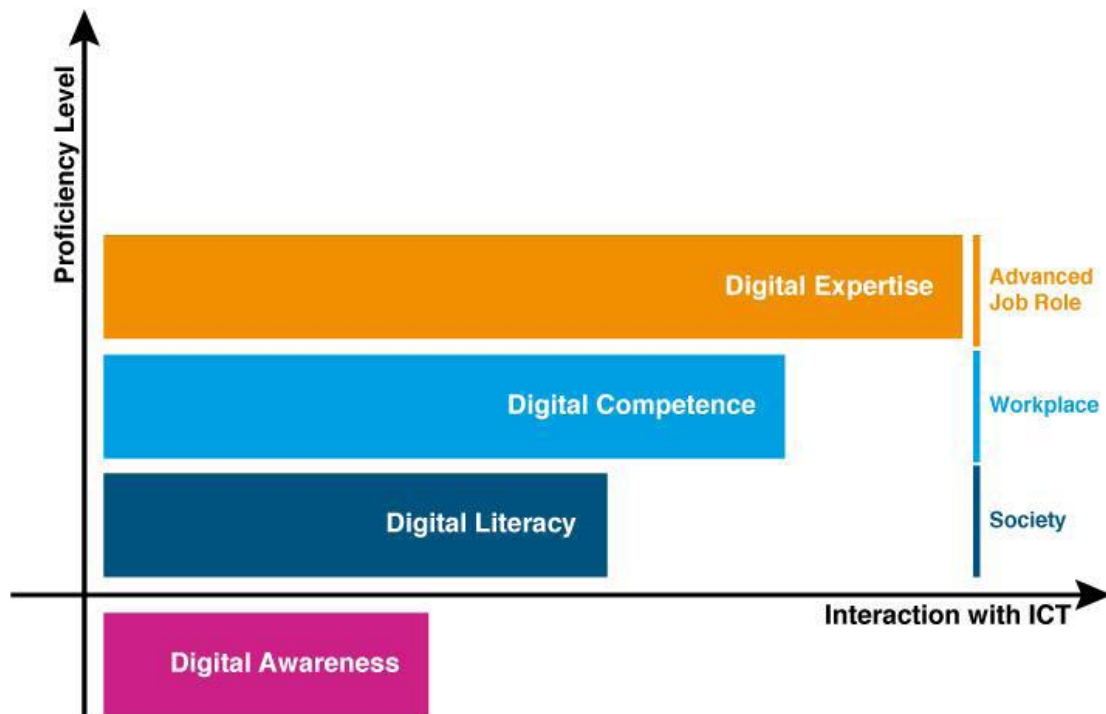 Proficiency Level
Digital Expertise
Advanced
Job Role
Digital Competence
Workplace
Digital Literacy
Society
Interaction with ICT
Digital Awareness